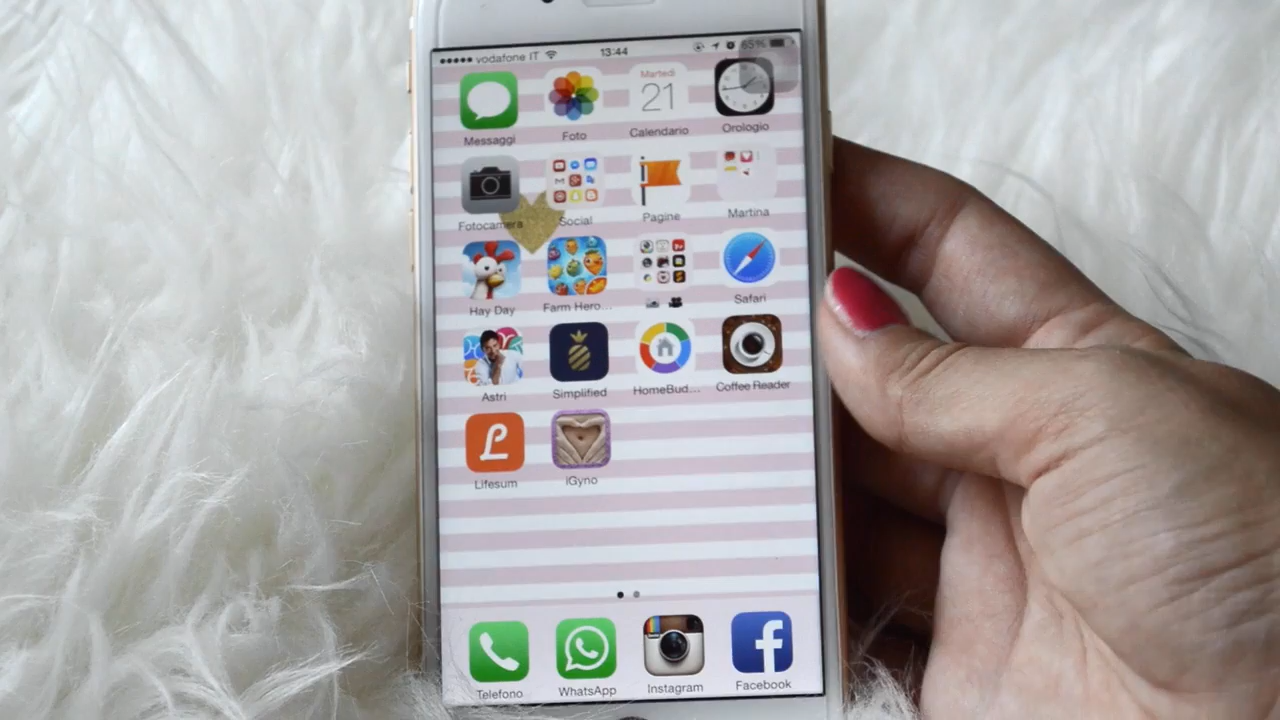 vodafone IT 13:44 65%
Messaggi Foto Martedì 21 Calendario Orologio
Fotocamera Social Pagine Martina
Hay Day Farm Hero... Safari
Astri Simplified HomeBud... Coffee Reader
L Lifesum iGyno
Telefono WhatsApp Instagram f Facebook